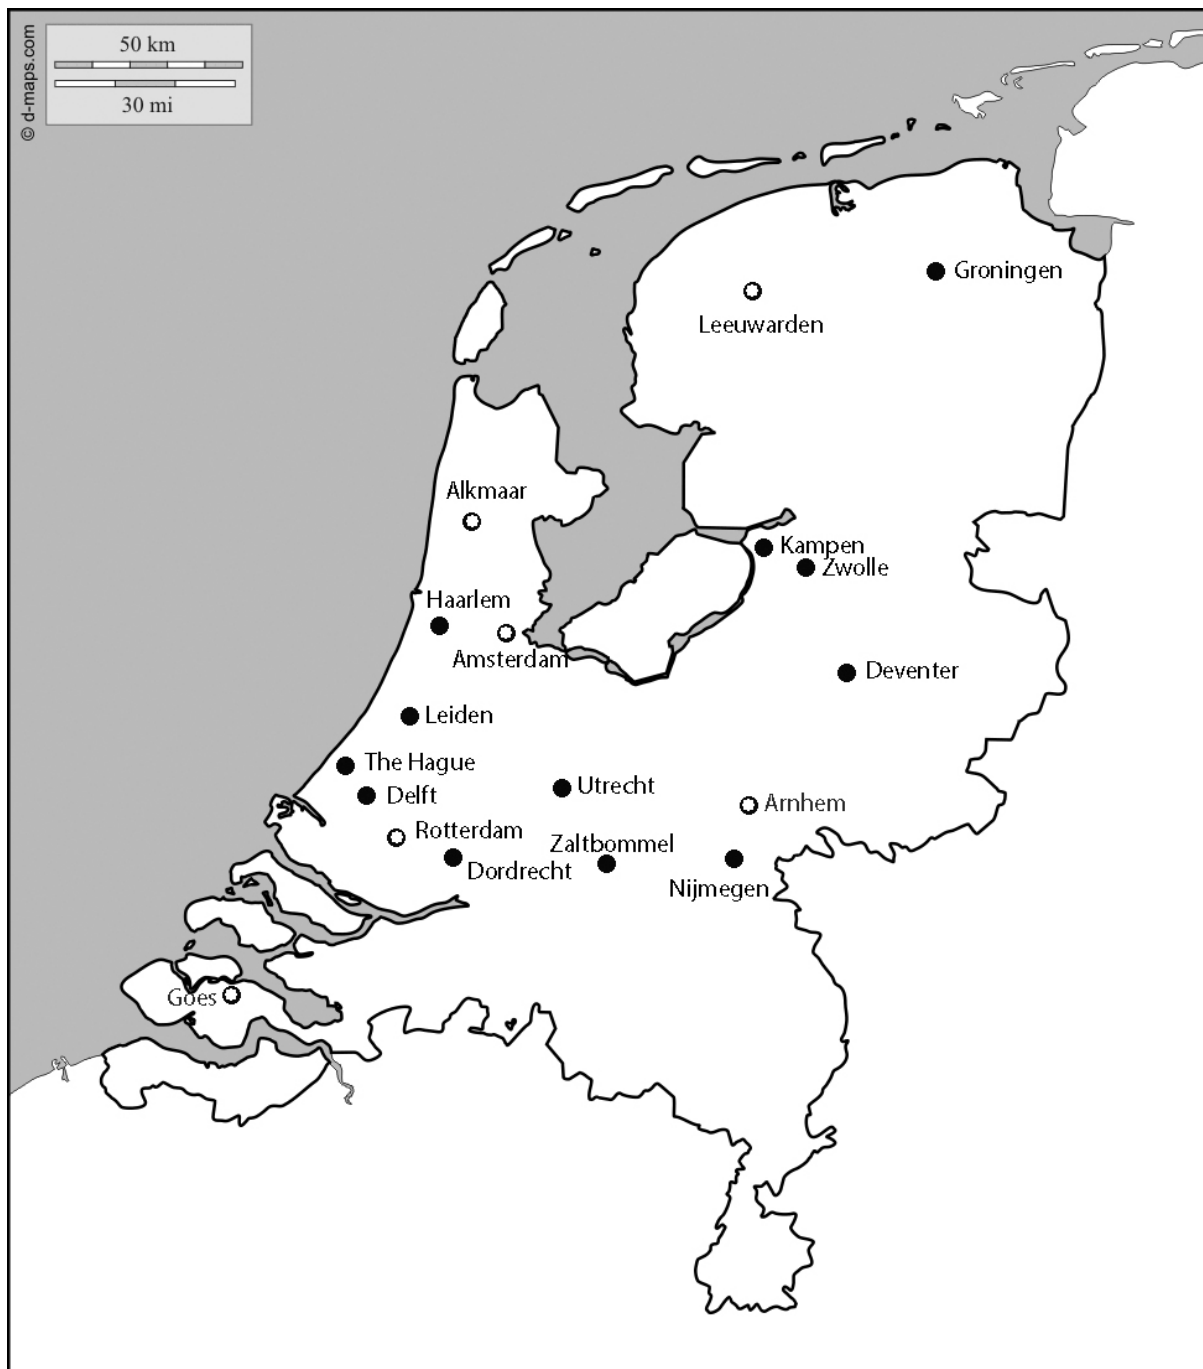 © d-maps.com
50 km
30 mi
Groningen
Leeuwarden
Alkmaar
Kampen
Zwolle
Haarlem
Amsterdam
Deventer
Leiden
The Hague
Utrecht
Delft
Arnhem
Rotterdam
Zaltbommel
Dordrecht
Nijmegen
Goes